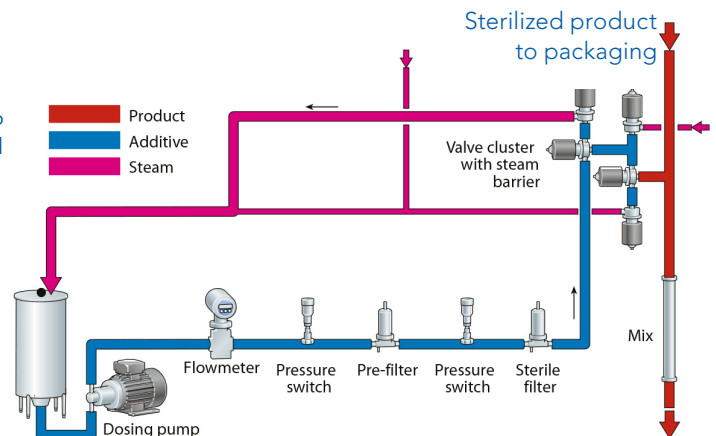 Sterilized product
to packaging
Product
Additive
Steam
Valve cluster
with steam
barrier
Mix
Flowmeter
Pressure
switch
Pre-filter
Pressure
switch
Sterile
filter
Dosing pump